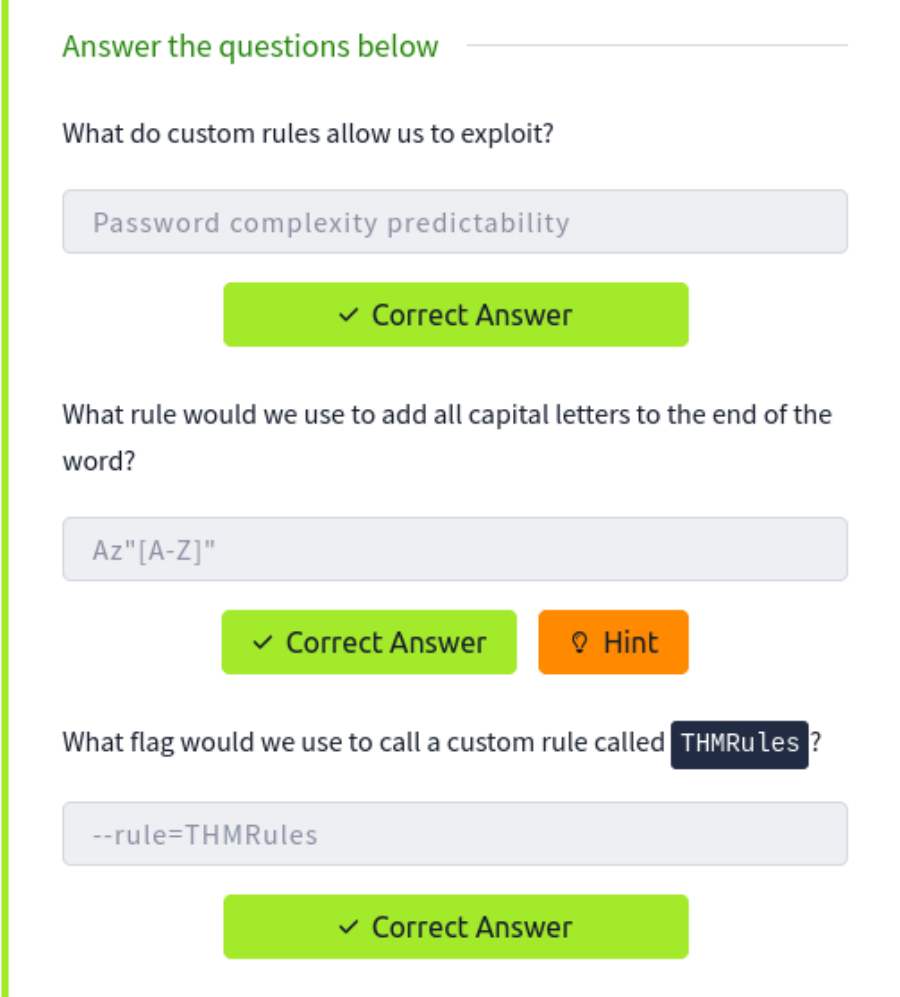 Answer the questions below
What do custom rules allow us to exploit?
Password complexity predictability
✓ Correct Answer
What rule would we use to add all capital letters to the end of the
word?
Az"[A-Z]"
✓ Correct Answer
Hint
What flag would we use to call a custom rule called THMRules ?
--rule=THMRules
✓ Correct Answer